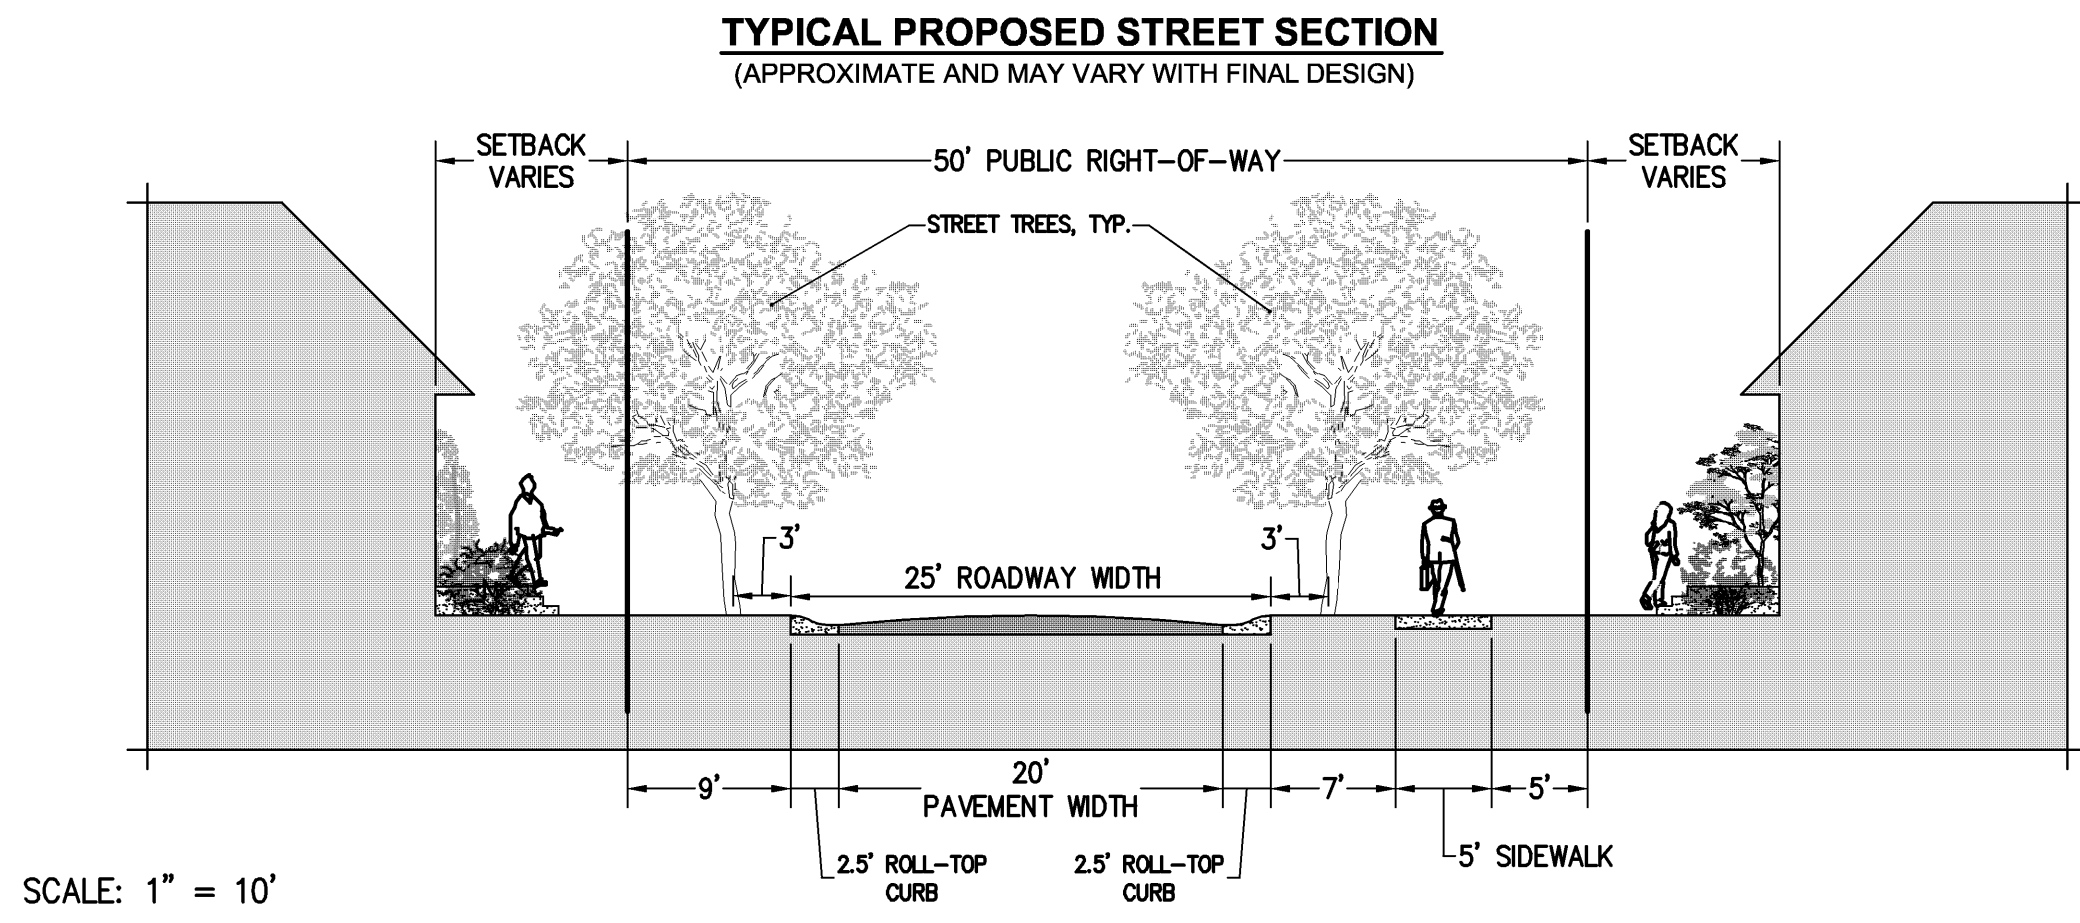 TYPICAL PROPOSED STREET SECTION
(APPROXIMATE AND MAY VARY WITH FINAL DESIGN)
SETBACK
VARIES
50' PUBLIC RIGHT-OF-WAY
SETBACK
VARIES
STREET TREES, TYP.
3'
3'
25' ROADWAY WIDTH
9'
20'
PAVEMENT WIDTH
7'
5'
2.5' ROLL-TOP
CURB
2.5' ROLL-TOP
CURB
5' SIDEWALK
SCALE: 1" = 10'